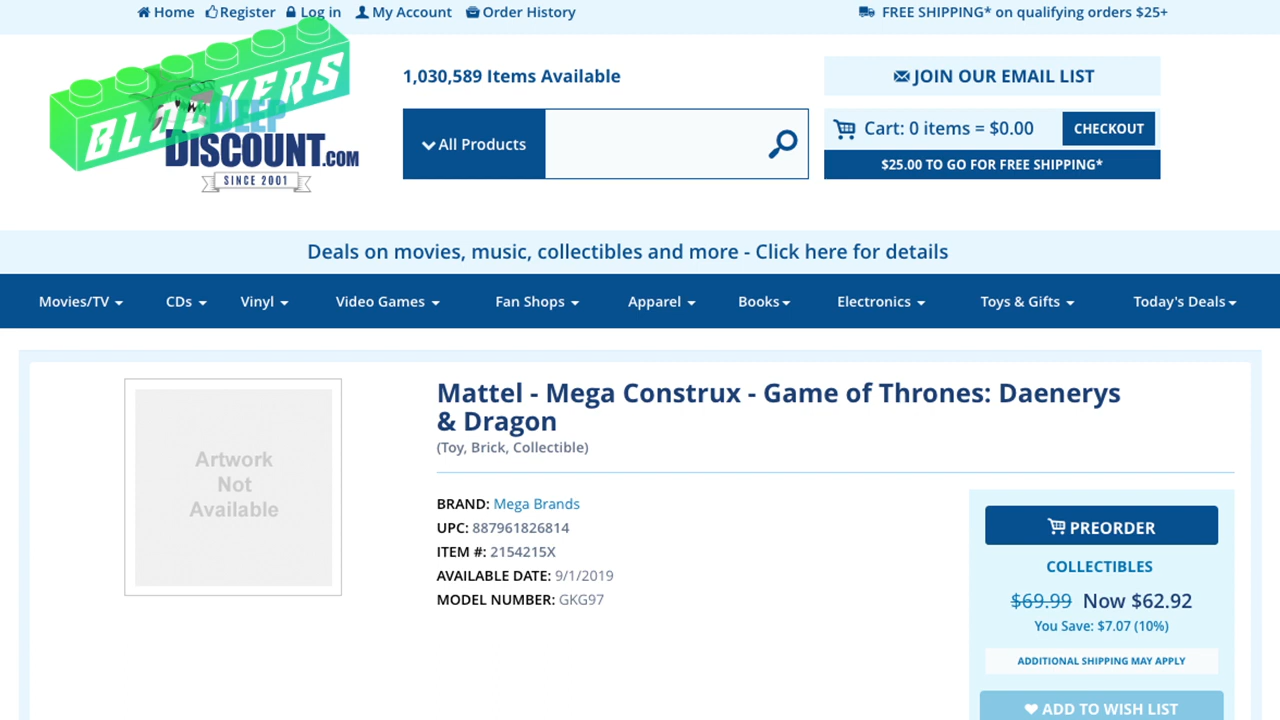 Home Register Log in My Account Order History
FREE SHIPPING* on qualifying orders $25+
BLOCKERS
DEEP
DISCOUNT.COM
SINCE 2001
1,030,589 Items Available
All Products
JOIN OUR EMAIL LIST
Cart: 0 items = $0.00 CHECKOUT
$25.00 TO GO FOR FREE SHIPPING*
Deals on movies, music, collectibles and more - Click here for details
Movies/TV CDs Vinyl Video Games Fan Shops Apparel Books Electronics Toys & Gifts Today's Deals
Artwork
Not
Available
Mattel - Mega Construx - Game of Thrones: Daenerys
& Dragon
(Toy, Brick, Collectible)
BRAND: Mega Brands
UPC: 887961826814
ITEM #: 2154215X
AVAILABLE DATE: 9/1/2019
MODEL NUMBER: GKG97
PREORDER
COLLECTIBLES
$69.99 Now $62.92
You Save: $7.07 (10%)
ADDITIONAL SHIPPING MAY APPLY
ADD TO WISH LIST